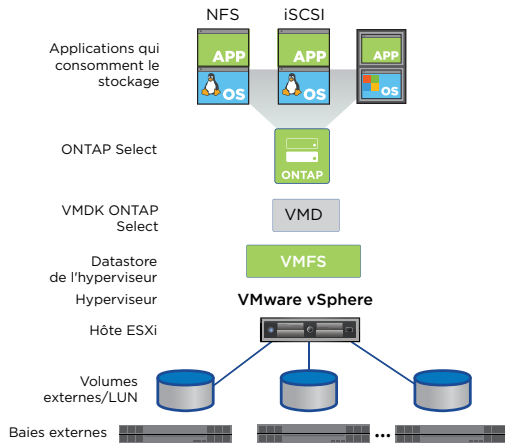 NFS iSCSI
Applications qui
consomment le
stockage
APP APP APP
OS OS OS
ONTAP Select
ONTAP
VMDK ONTAP
Select
VMD
Datastore
de l'hyperviseur
VMFS
Hyperviseur
VMware vSphere
Hôte ESXi
Volumes
externes/LUN
Baies externes
...